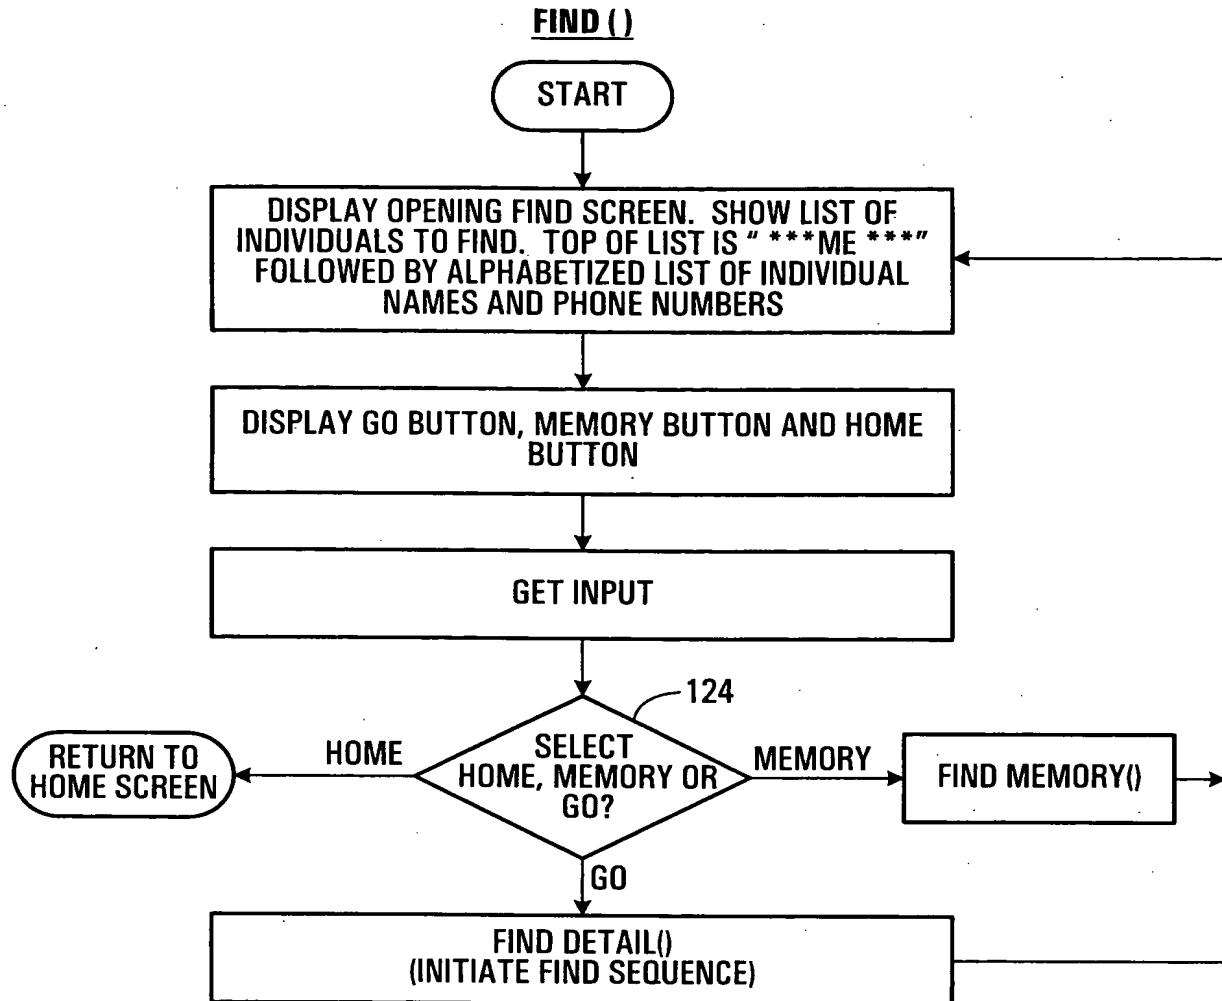 FIND ( )
START
DISPLAY OPENING FIND SCREEN. SHOW LIST OF
INDIVIDUALS TO FIND. TOP OF LIST IS “ ***ME ***”
FOLLOWED BY ALPHABETIZED LIST OF INDIVIDUAL
NAMES AND PHONE NUMBERS
DISPLAY GO BUTTON, MEMORY BUTTON AND HOME
BUTTON
GET INPUT
124
RETURN TO
HOME SCREEN
HOME
SELECT
HOME, MEMORY OR
GO?
MEMORY
FIND MEMORY()
GO
FIND DETAIL()
(INITIATE FIND SEQUENCE)